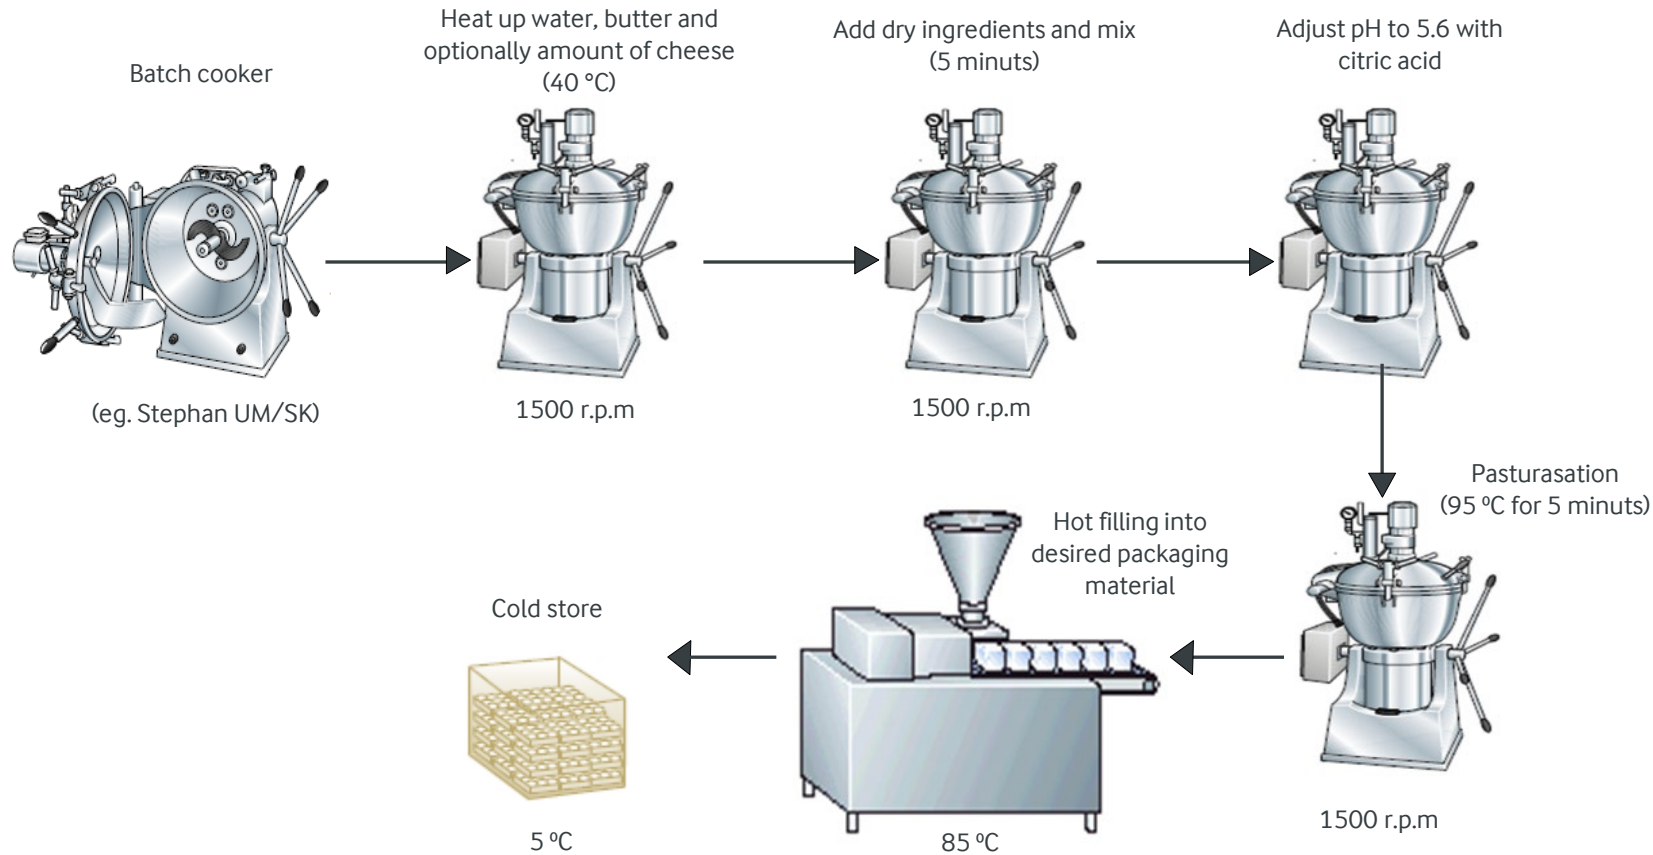 Batch cooker
(eg. Stephan UM/SK)
Heat up water, butter and
optionally amount of cheese
(40 °C)
1500 r.p.m
Add dry ingredients and mix
(5 minuts)
1500 r.p.m
Adjust pH to 5.6 with
citric acid
Pasturasation
(95 ºC for 5 minuts)
1500 r.p.m
Hot filling into
desired packaging
material
85 ºC
Cold store
5 ºC